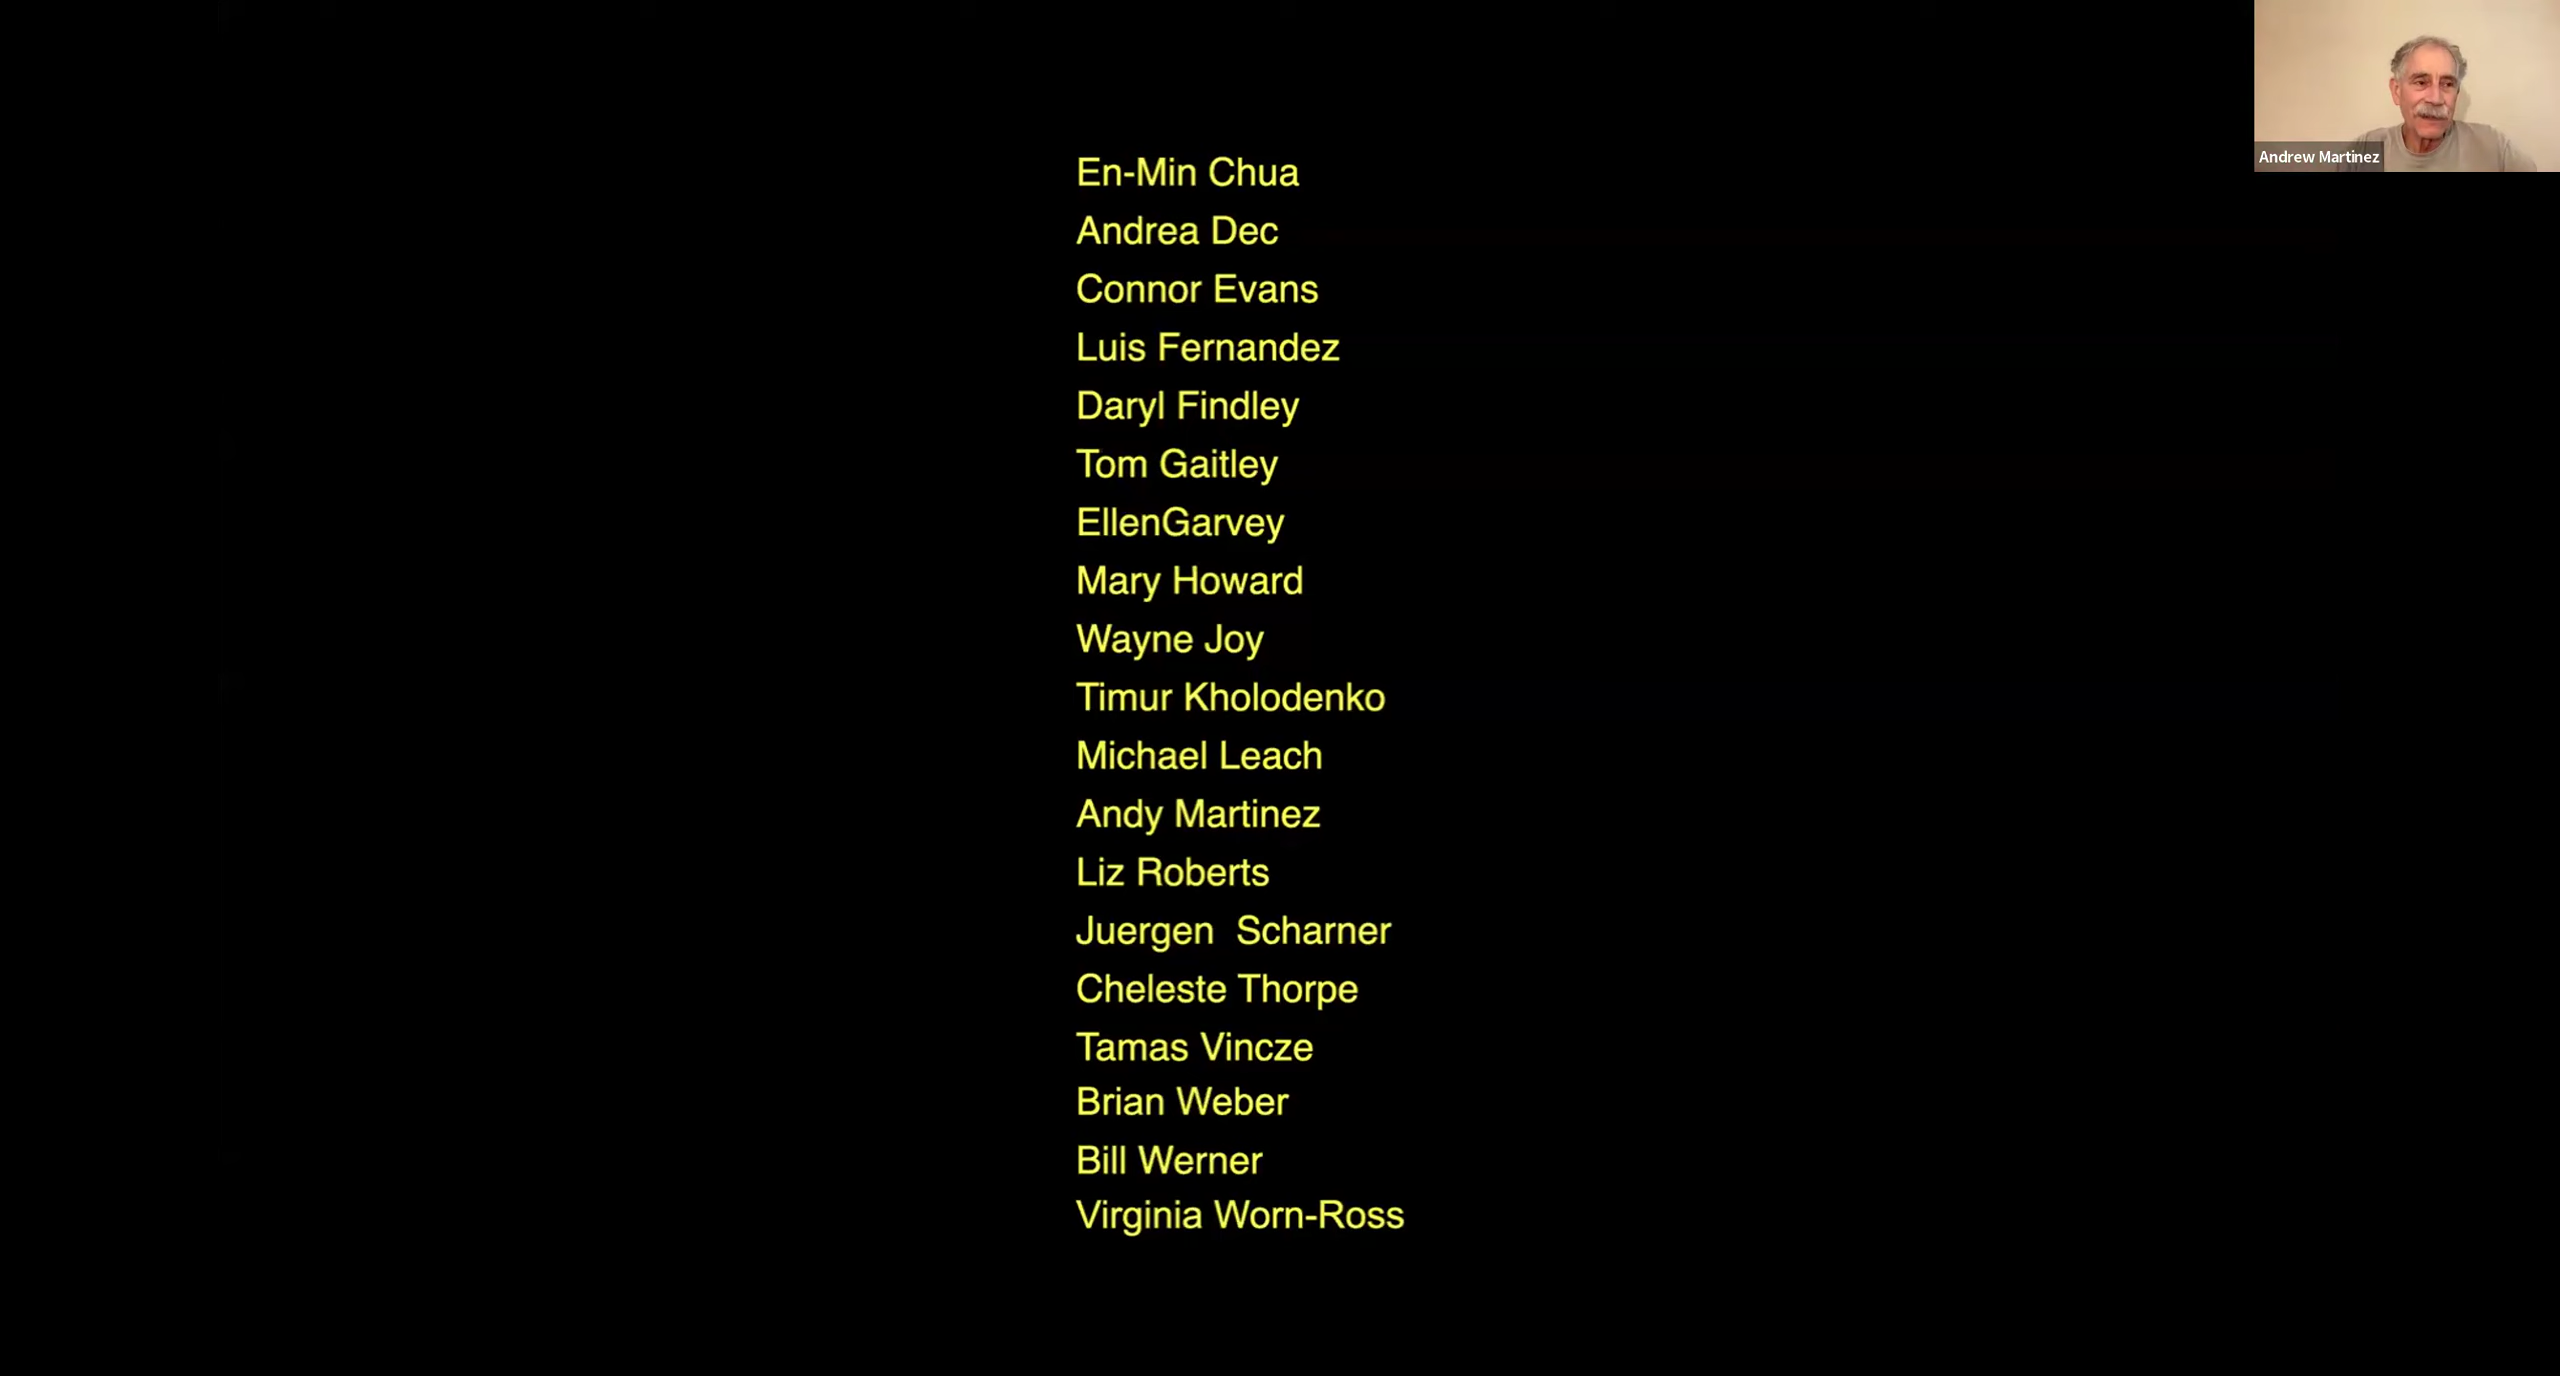 Andrew Martinez
En-Min Chua
Andrea Dec
Connor Evans
Luis Fernandez
Daryl Findley
Tom Gaitley
EllenGarvey
Mary Howard
Wayne Joy
Timur Kholodenko
Michael Leach
Andy Martinez
Liz Roberts
Juergen  Scharner
Cheleste Thorpe
Tamas Vincze
Brian Weber
Bill Werner
Virginia Worn-Ross